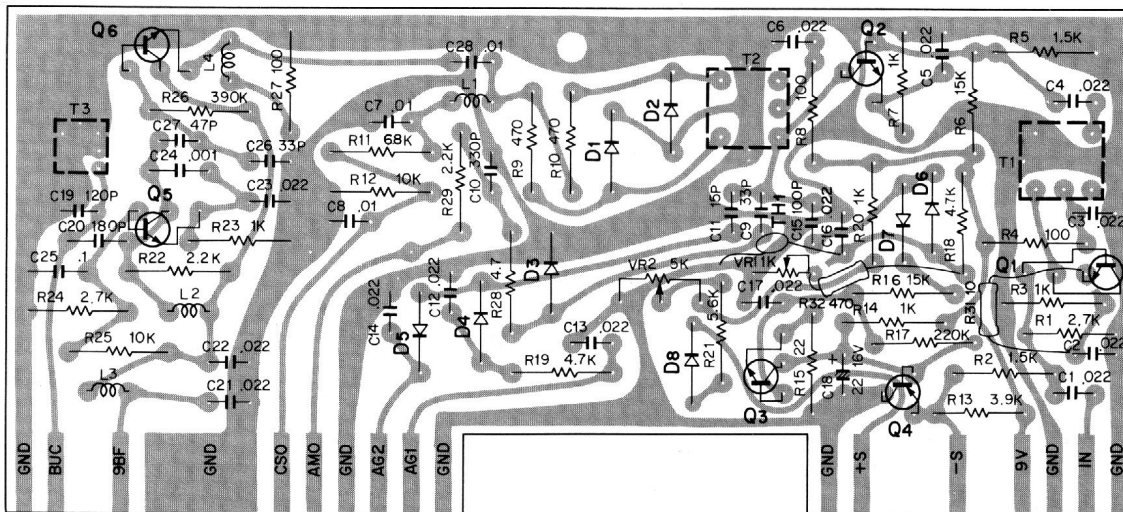 Q6
L4
R27 100
T3
R26 390K
C27 47P
C24 .001
C26 33P
C19 120P
Q5
C23 .022
C20 180P
R23 1K
C25 .1
R22 2.2K
R24 2.7K
L2
R25 10K
C22 .022
L3
C21 .022
C28 .01
L1
C7 .01
R11 68K
R12 10K
C8 .01
R29 2.2K
C10 330P
R9 470
R10 470
D1
D2
T2
C6 .022
R8 100
Q2
R7 1K
C5 .022
R6 15K
R5 1.5K
C4 .022
T1
C3 .022
R4 100
Q1
R3 1K
R31 10
R1 2.7K
C2 .022
R2 1.5K
C1 .022
R13 3.9K
C11 15P
C9 33P
C15 100P
C16 .022
R20 1K
D7
D6
R18 4.7K
VR2 5K
VR1 1K
C17 .022
R32 470
R16 15K
R14 1K
R17 220K
R21 5.6K
D8
Q3
R15 22
C18 22 16V
+
Q4
C14 .022
D5
C12 .022
D4
R28 4.7
D3
C13 .022
R19 4.7K
GND
BUC
9BF
GND
CSO
AMO
GND
AG2
AG1
GND
GND
+S
-S
9V
GND
IN
GND